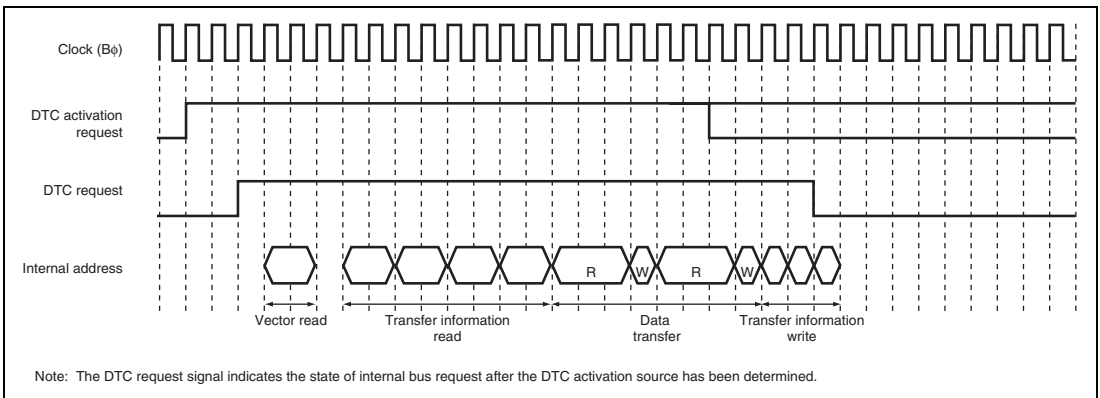 Clock (Bϕ)
DTC activation
request
DTC request
Internal address
R
W
R
W
Vector read
Transfer information
read
Data
transfer
Transfer information
write
Note: The DTC request signal indicates the state of internal bus request after the DTC activation source has been determined.